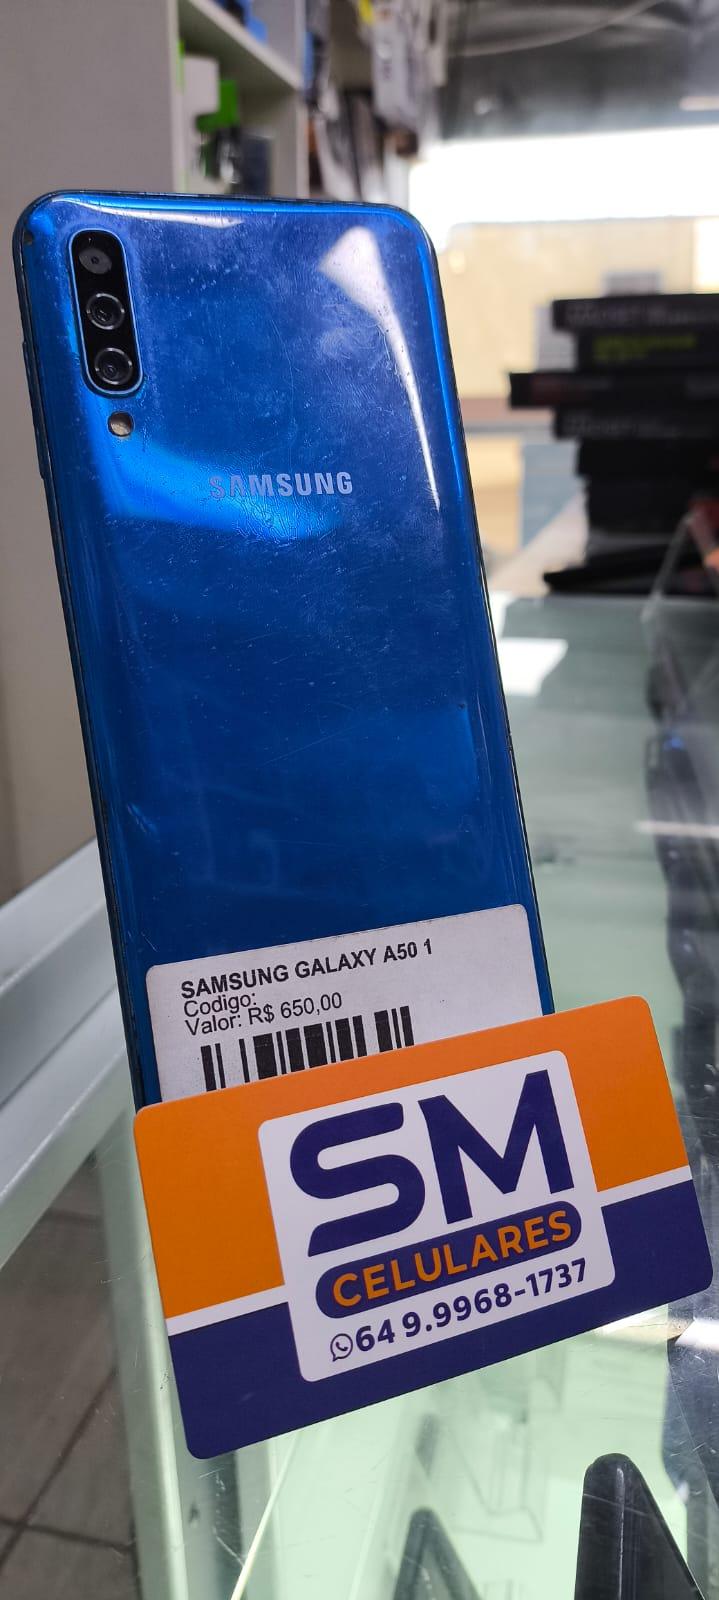 SAMSUNG
SAMSUNG GALAXY A50 1
Codigo:
Valor: R$ 650,00
SM
CELULARES
64 9.9968-1737